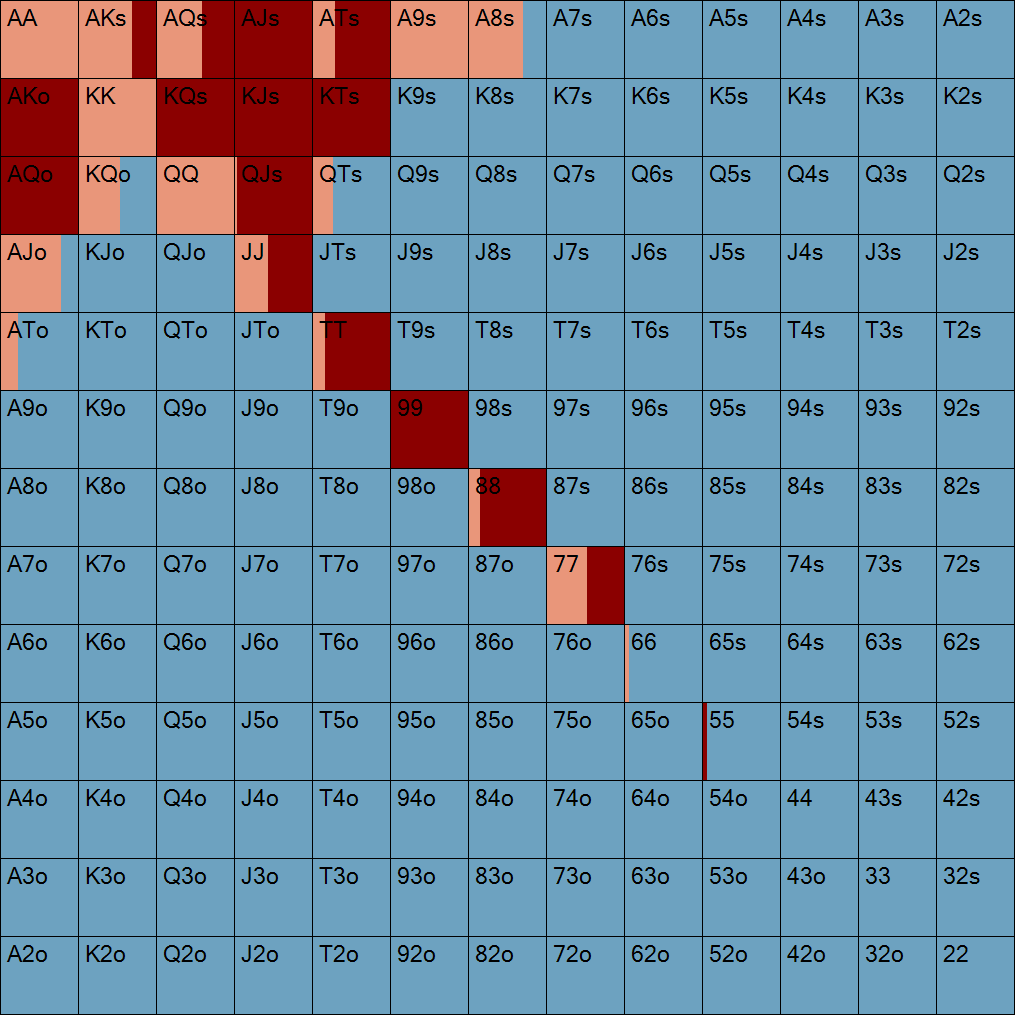 AA AKs AQs AJs ATs A9s A8s A7s A6s A5s A4s A3s A2s
AKo KK KQs KJs KTs K9s K8s K7s K6s K5s K4s K3s K2s
AQo KQo QQ QJs QTs Q9s Q8s Q7s Q6s Q5s Q4s Q3s Q2s
AJo KJo QJo JJ JTs J9s J8s J7s J6s J5s J4s J3s J2s
ATo KTo QTo JTo TT T9s T8s T7s T6s T5s T4s T3s T2s
A9o K9o Q9o J9o T9o 99 98s 97s 96s 95s 94s 93s 92s
A8o K8o Q8o J8o T8o 98o 88 87s 86s 85s 84s 83s 82s
A7o K7o Q7o J7o T7o 97o 87o 77 76s 75s 74s 73s 72s
A6o K6o Q6o J6o T6o 96o 86o 76o 66 65s 64s 63s 62s
A5o K5o Q5o J5o T5o 95o 85o 75o 65o 55 54s 53s 52s
A4o K4o Q4o J4o T4o 94o 84o 74o 64o 54o 44 43s 42s
A3o K3o Q3o J3o T3o 93o 83o 73o 63o 53o 43o 33 32s
A2o K2o Q2o J2o T2o 92o 82o 72o 62o 52o 42o 32o 22